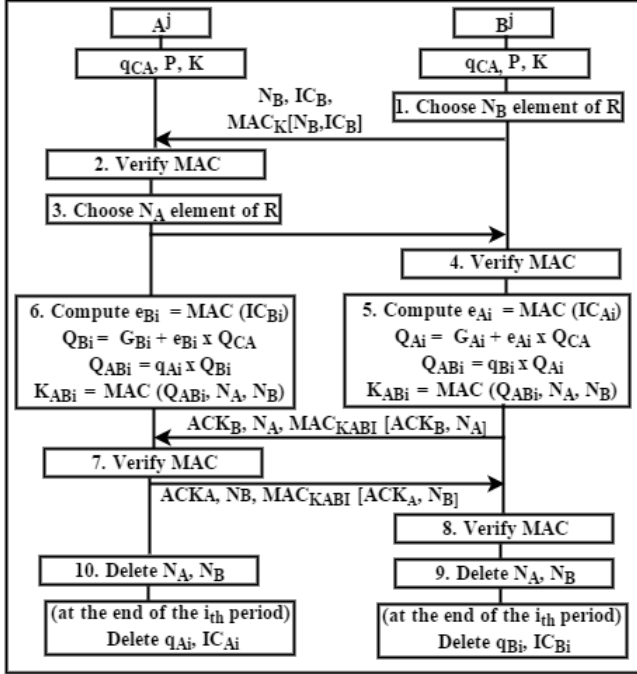 A^j
B^j
q_CA, P, K
q_CA, P, K
1. Choose N_B element of R
N_B, IC_B,
MAC_K[N_B,IC_B]
2. Verify MAC
3. Choose N_A element of R
4. Verify MAC
6. Compute e_Bi = MAC (IC_Bi)
Q_Bi = G_Bi + e_Bi x Q_CA
Q_ABi = q_Ai x Q_Bi
K_ABi = MAC (Q_ABi, N_A, N_B)
5. Compute e_Ai = MAC (IC_Ai)
Q_Ai = G_Ai + e_Ai x Q_CA
Q_ABi = q_Bi x Q_Ai
K_ABi = MAC (Q_ABi, N_A, N_B)
ACK_B, N_A, MAC_KABI [ACK_B, N_A]
7. Verify MAC
ACKA, NB, MAC_KABI [ACK_A, N_B]
8. Verify MAC
10. Delete N_A, N_B
9. Delete N_A, N_B
(at the end of the i_th period)
Delete q_Ai, IC_Ai
(at the end of the i_th period)
Delete q_Bi, IC_Bi